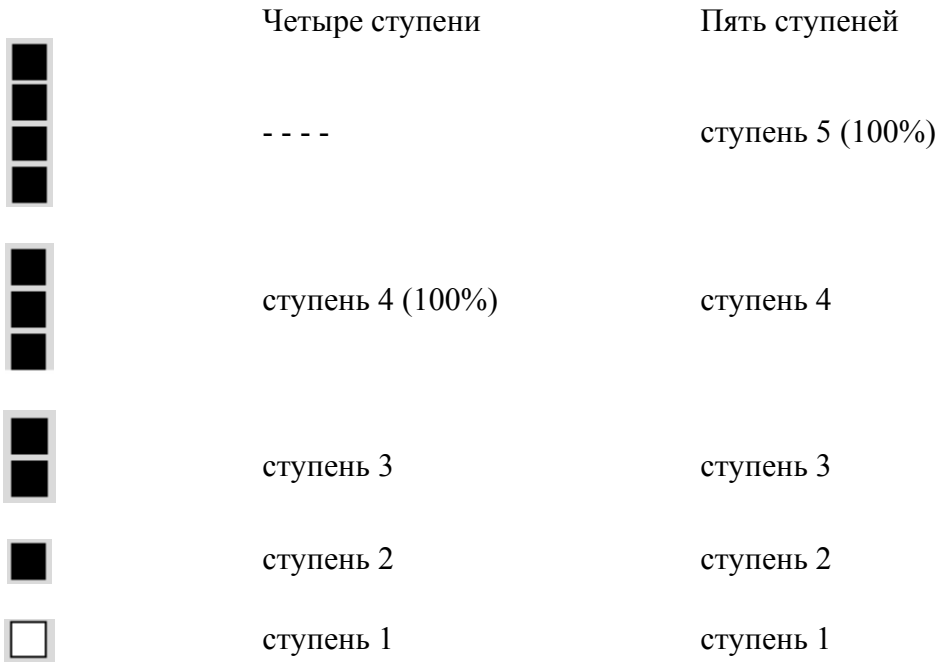 Четыре ступени Пять ступеней
- - - - ступень 5 (100%)
ступень 4 (100%) ступень 4
ступень 3 ступень 3
ступень 2 ступень 2
ступень 1 ступень 1